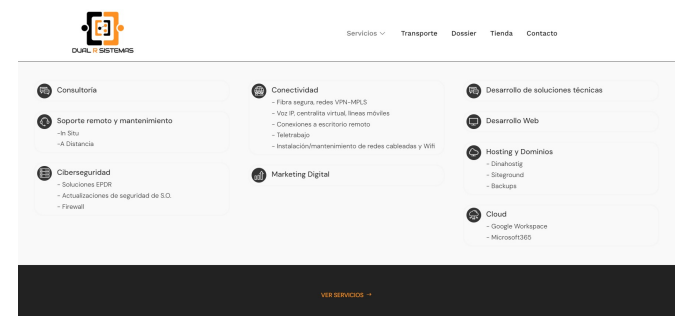 DUAL R SISTEMAS
Servicios Transporte Dossier Tienda Contacto
Consultoría
Soporte remoto y mantenimiento
-In Situ
-A Distancia
Ciberseguridad
- Soluciones EPDR
- Actualizaciones de seguridad de S.O.
- Firewall
Conectividad
- Fibra segura, redes VPN-MPLS
- Voz IP, centralita virtual, líneas móviles
- Conexiones a escritorio remoto
- Teletrabajo
- Instalación/mantenimiento de redes cableadas y Wifi
Marketing Digital
Desarrollo de soluciones técnicas
Desarrollo Web
Hosting y Dominios
- Dinahostig
- Siteground
- Backups
Cloud
- Google Workspace
- Microsoft365
VER SERVICIOS →